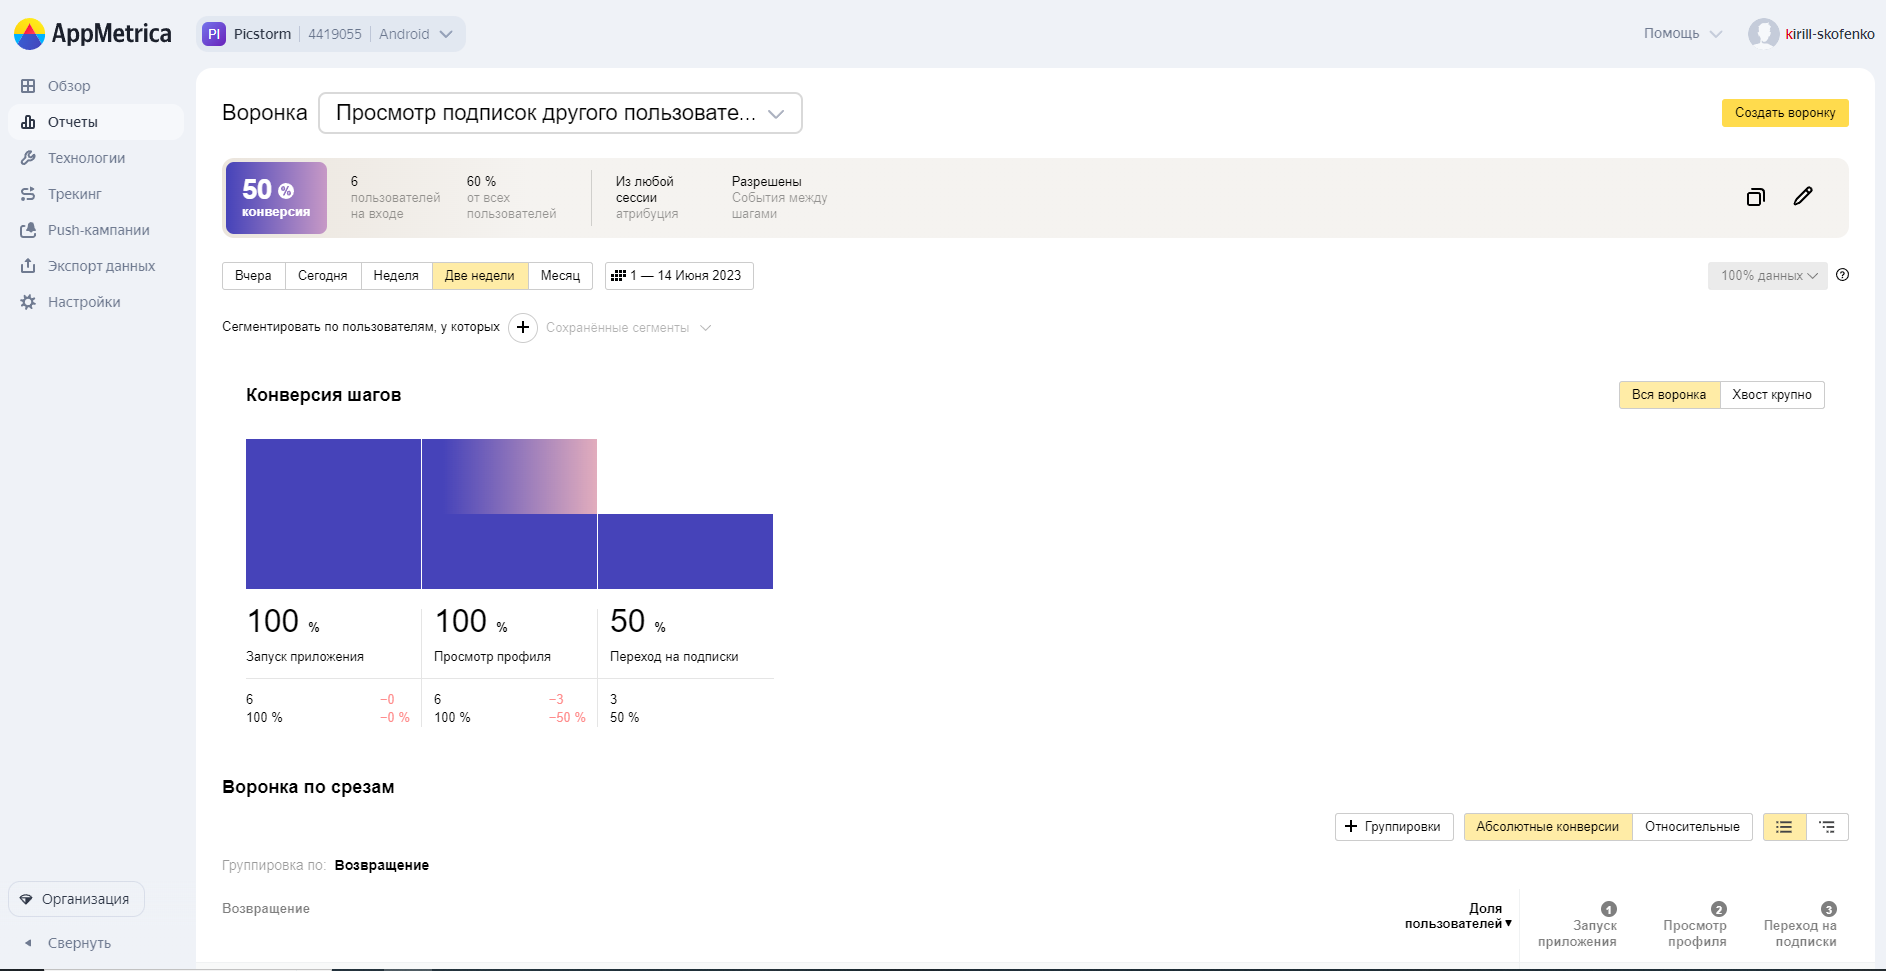 AppMetrica
PI Picstorm 4419055 Android
Помощь
kirill-skofenko
Обзор
Отчеты
Технологии
Трекинг
Push-кампании
Экспорт данных
Настройки
Организация
Свернуть
Воронка
Просмотр подписок другого пользовате...
Создать воронку
50 %
конверсия
6
пользователей
на входе
60 %
от всех
пользователей
Из любой
сессии
атрибуция
Разрешены
События между
шагами
Вчера Сегодня Неделя Две недели Месяц
1 — 14 Июня 2023
100% данных
?
Сегментировать по пользователям, у которых + Сохранённые сегменты
Конверсия шагов
Вся воронка Хвост крупно
100 % 100 % 50 %
Запуск приложения Просмотр профиля Переход на подписки
6 −0 6 −3 3
100 % −0 % 100 % −50 % 50 %
Воронка по срезам
+ Группировки Абсолютные конверсии Относительные
Группировка по: Возвращение
Возвращение
Доля
пользователей ▼
1
Запуск
приложения
2
Просмотр
профиля
3
Переход на
подписки